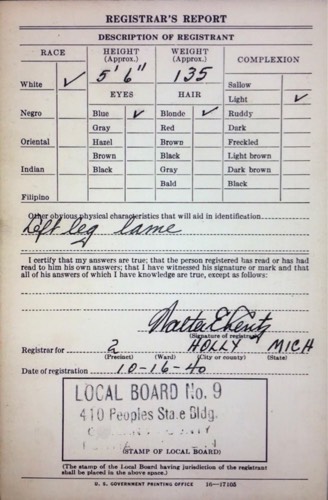 REGISTRAR'S REPORT
DESCRIPTION OF REGISTRANT
RACE HEIGHT (Approx.) WEIGHT (Approx.) COMPLEXION
5' 6" 135
White ✓ Sallow
EYES HAIR Light ✓
Negro Blue ✓ Blonde ✓ Ruddy
Gray Red Dark
Oriental Hazel Brown Freckled
Brown Black Light brown
Indian Black Gray Dark brown
Bald Black
Filipino
Other obvious physical characteristics that will aid in identification
Left leg lame
I certify that my answers are true; that the person registered has read or has had
read to him his own answers; that I have witnessed his signature or mark and that
all of his answers of which I have knowledge are true, except as follows:
Walter E.
(Signature of registrar)
Registrar for 2 HOLLY MICH
(Precinct) (Ward) (City or county) (State)
Date of registration 10-16-40
LOCAL BOARD No. 9
410 Peoples State Bldg.
(STAMP OF LOCAL BOARD)
(The stamp of the Local Board having jurisdiction of the registrant
shall be placed in the above space.)
U. S. GOVERNMENT PRINTING OFFICE 16—17105